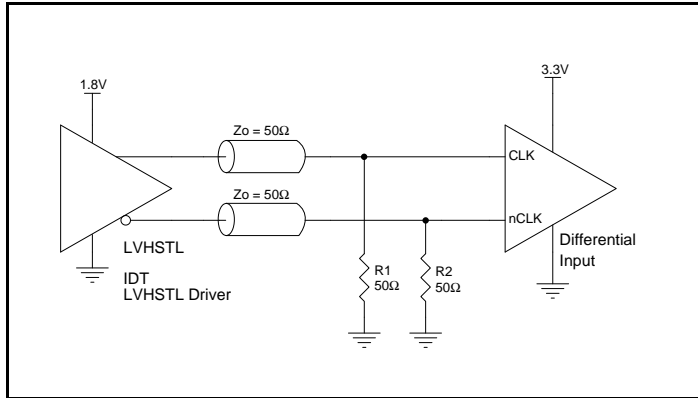 1.8V
3.3V
Zo = 50Ω
CLK
Zo = 50Ω
nCLK
LVHSTL
IDT
LVHSTL Driver
R1
50Ω
R2
50Ω
Differential
Input